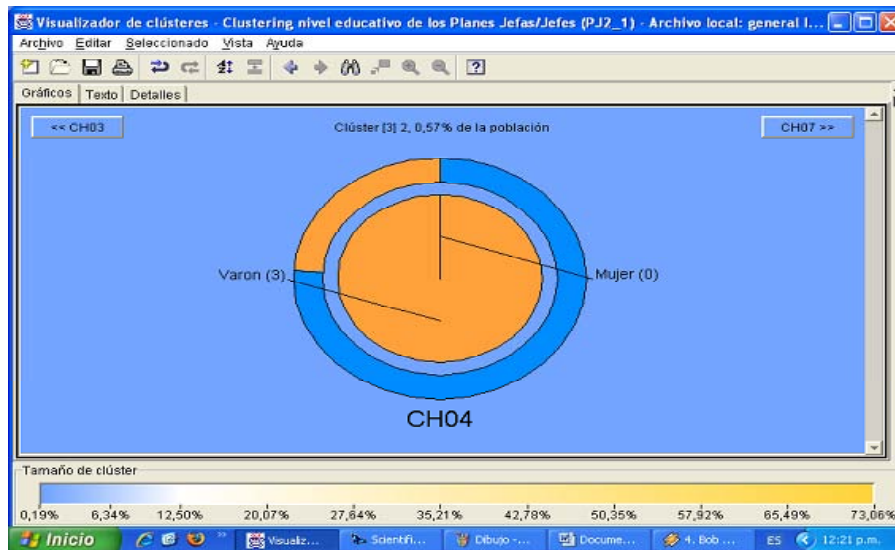 Visualizador de clústeres - Clustering nivel educativo de los Planes Jefas/Jefes (PJ2_1) - Archivo local: general l...
Archivo Editar Seleccionado Vista Ayuda
Gráficos Texto Detalles
<< CH03
Clúster [3] 2, 0,57% de la población
CH07 >>
Varon (3)
Mujer (0)
CH04
Tamaño de clúster
0,19% 6,34% 12,50% 20,07% 27,64% 35,21% 42,78% 50,35% 57,92% 65,49% 73,06%
Inicio Visualiz... Scientifi... Dibujo -... Docume... 4. Bob ... ES 12:21 p.m.